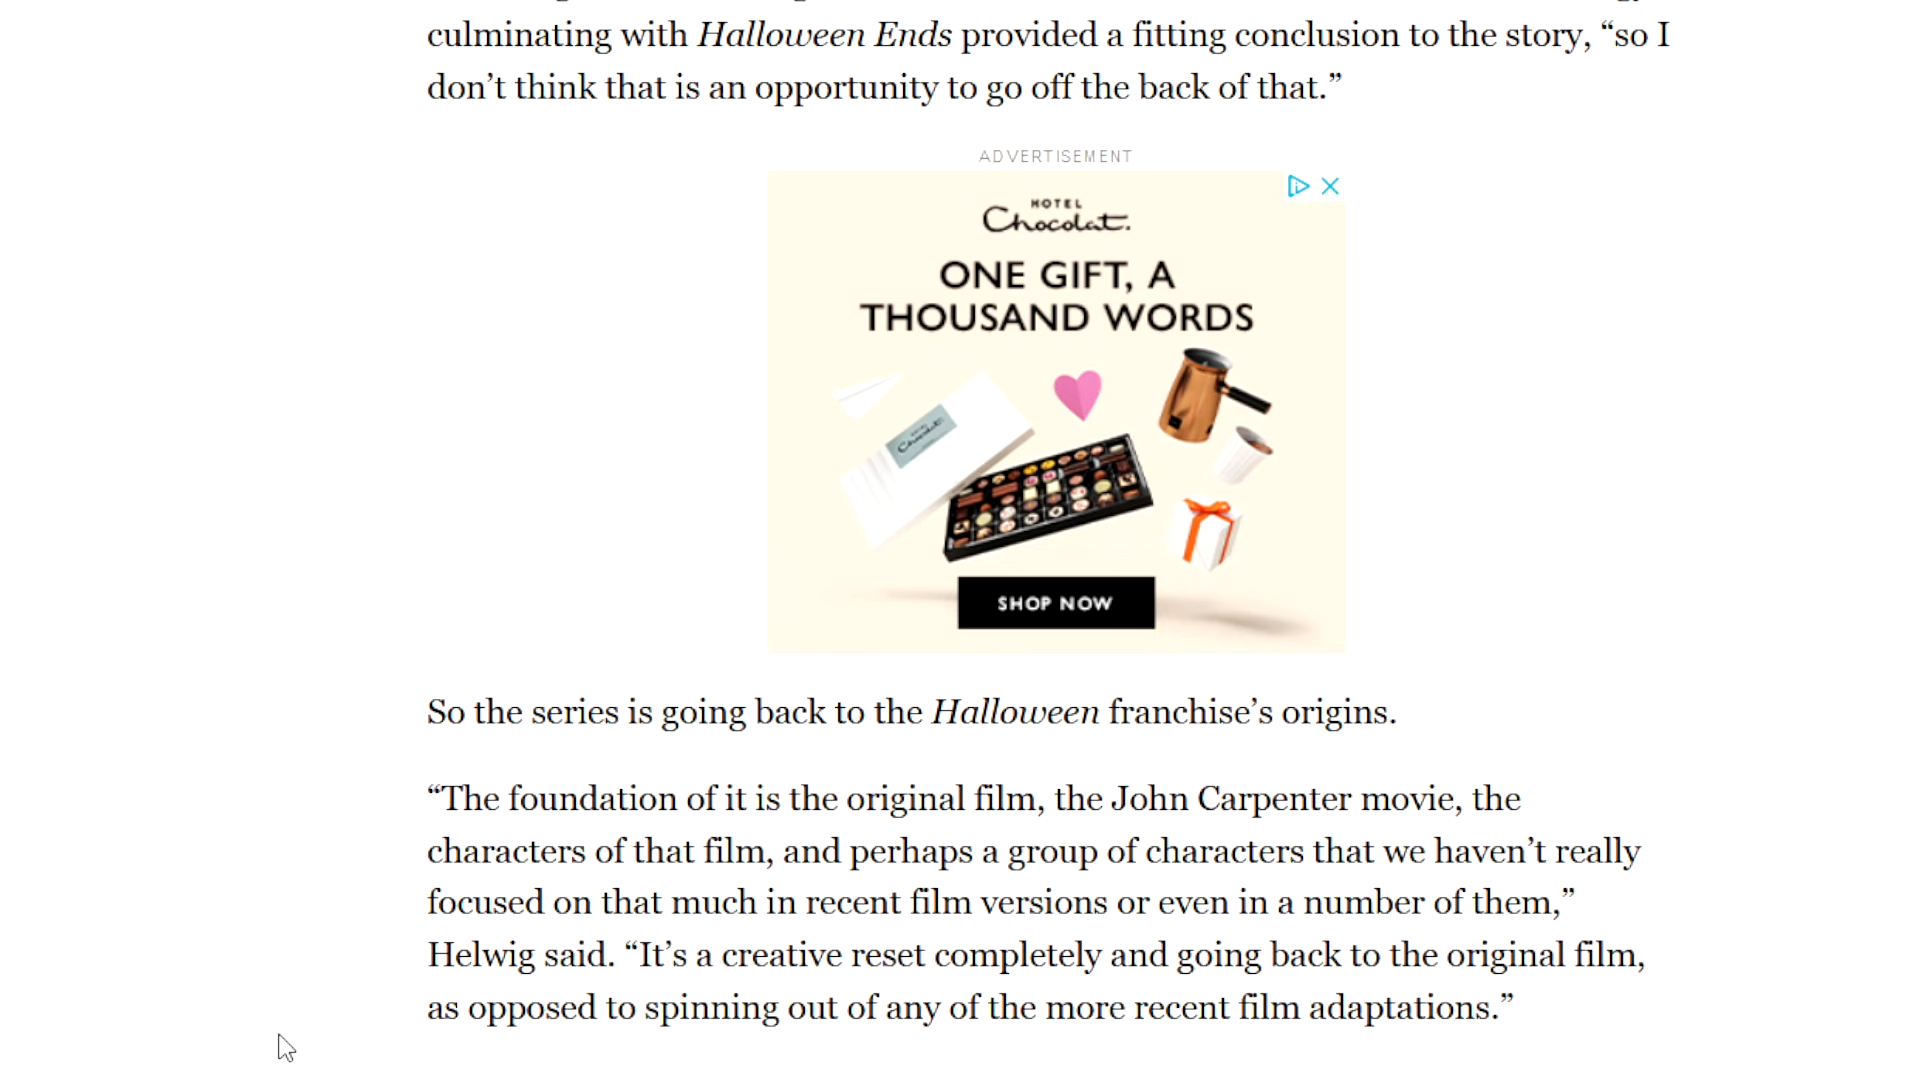 culminating with Halloween Ends provided a fitting conclusion to the story, “so I
don’t think that is an opportunity to go off the back of that.”
ADVERTISEMENT
HOTEL
Chocolat.
ONE GIFT, A
THOUSAND WORDS
Chocolat
SHOP NOW
So the series is going back to the Halloween franchise’s origins.
“The foundation of it is the original film, the John Carpenter movie, the
characters of that film, and perhaps a group of characters that we haven’t really
focused on that much in recent film versions or even in a number of them,”
Helwig said. “It’s a creative reset completely and going back to the original film,
as opposed to spinning out of any of the more recent film adaptations.”